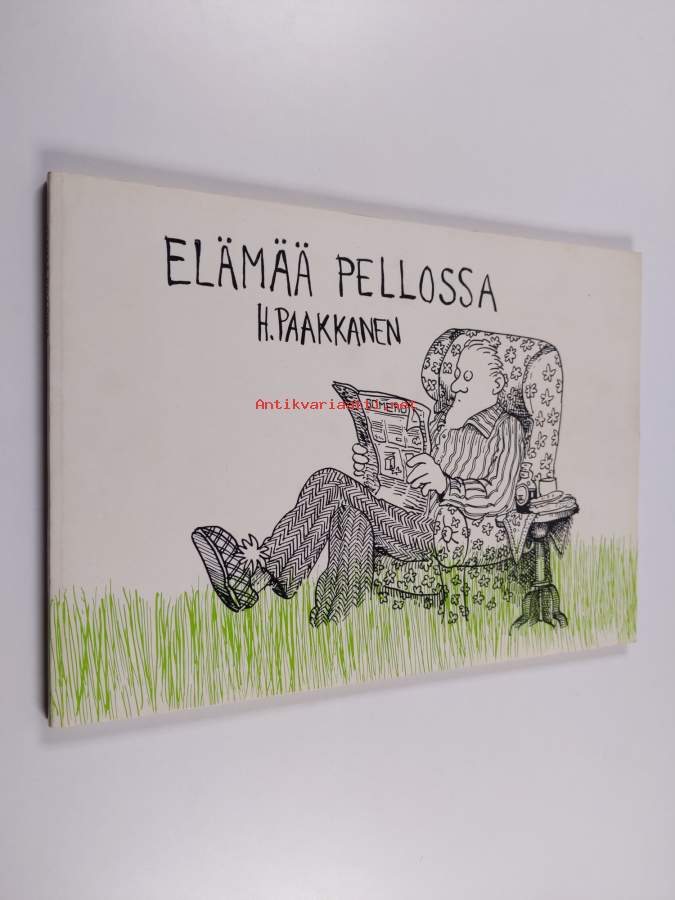 ELÄMÄÄ PELLOSSA
H. PAAKKANEN
Antikvariaatti.net